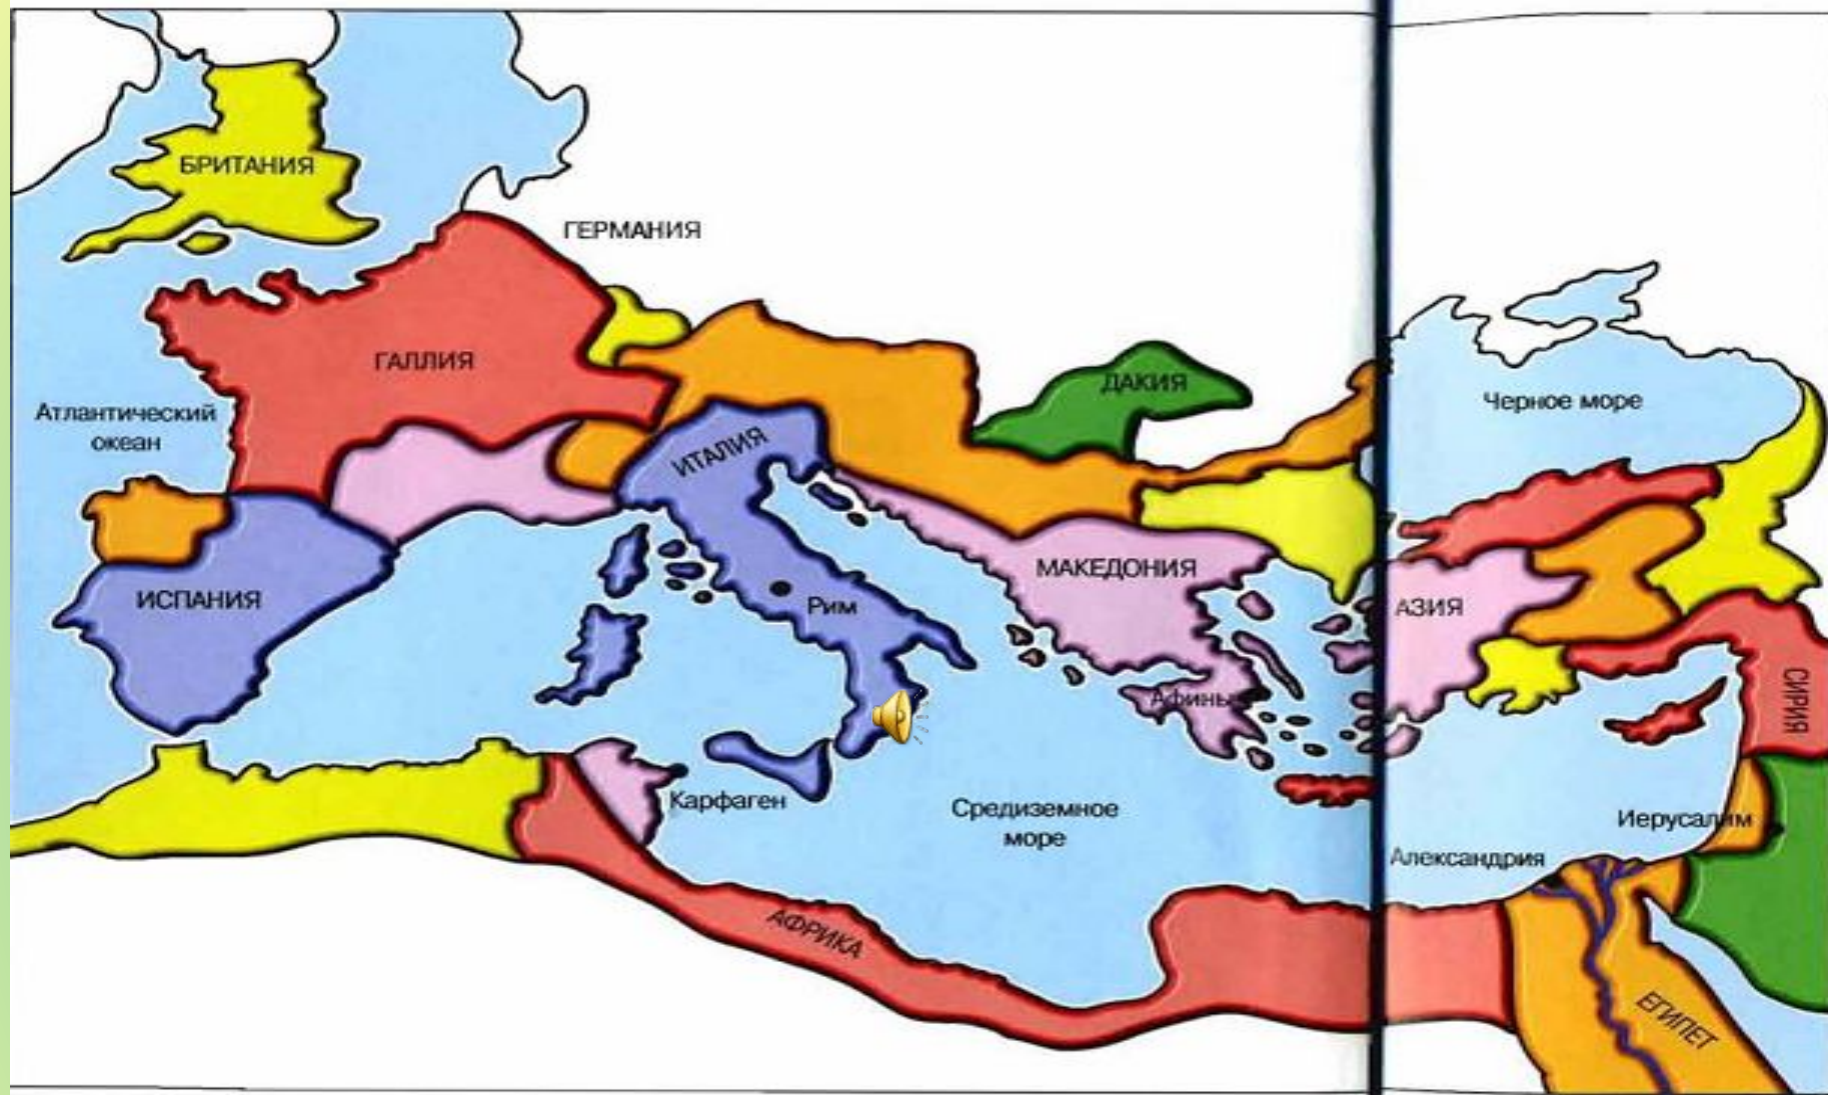 БРИТАНИЯ
ГЕРМАНИЯ
ГАЛЛИЯ
ДАКИЯ
Черное море
Атлантический
океан
ИТАЛИЯ
МАКЕДОНИЯ
ИСПАНИЯ
Рим
АЗИЯ
Афины
СИРИЯ
Карфаген
Средиземное
море
Иерусалим
Александрия
АФРИКА
ЕГИПЕТ